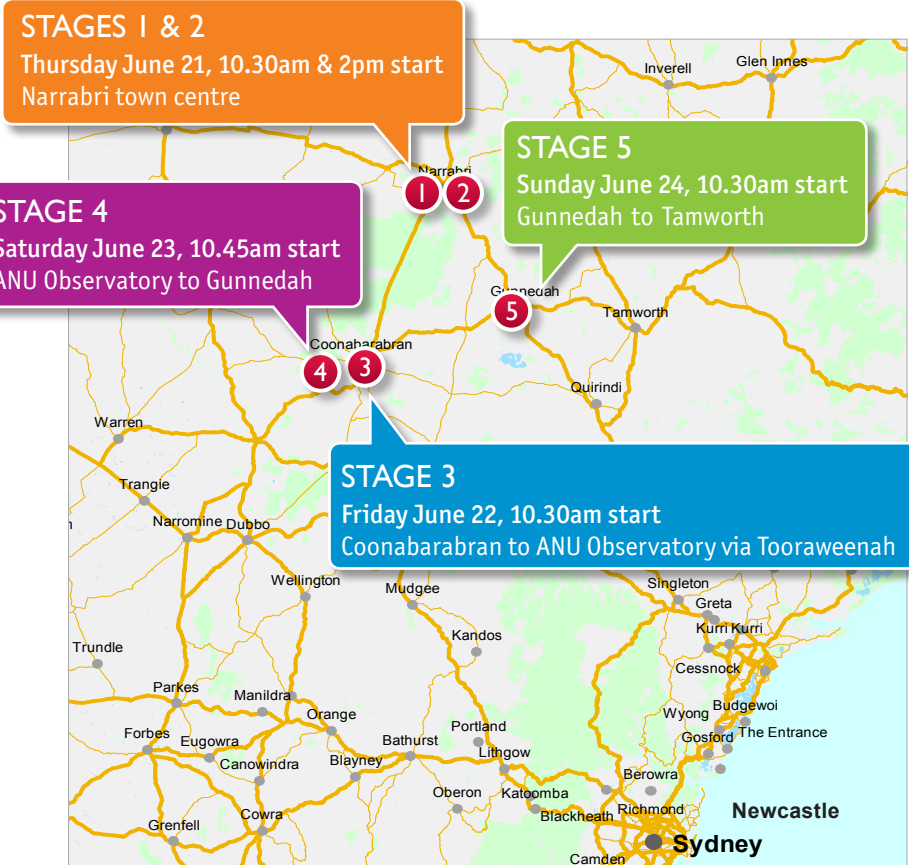 STAGES 1 & 2
Thursday June 21, 10.30am & 2pm start
Narrabri town centre
Inverell
Glen Innes
STAGE 5
Sunday June 24, 10.30am start
Gunnedah to Tamworth
Narrabri
1
2
STAGE 4
Saturday June 23, 10.45am start
ANU Observatory to Gunnedah
Gunnedah
5
Tamworth
Coonabarabran
4
3
Quirindi
Warren
STAGE 3
Friday June 22, 10.30am start
Coonabarabran to ANU Observatory via Tooraweenah
Trangie
Narromine
Dubbo
Wellington
Mudgee
Singleton
Greta
Kurri Kurri
Kandos
Trundle
Cessnock
Parkes
Manildra
Orange
Wyong
Budgewoi
Forbes
Eugowra
Bathurst
Portland
Gosford
The Entrance
Canowindra
Blayney
Lithgow
Berowra
Oberon
Katoomba
Blackheath
Richmond
Newcastle
Grenfell
Cowra
Sydney
Camden